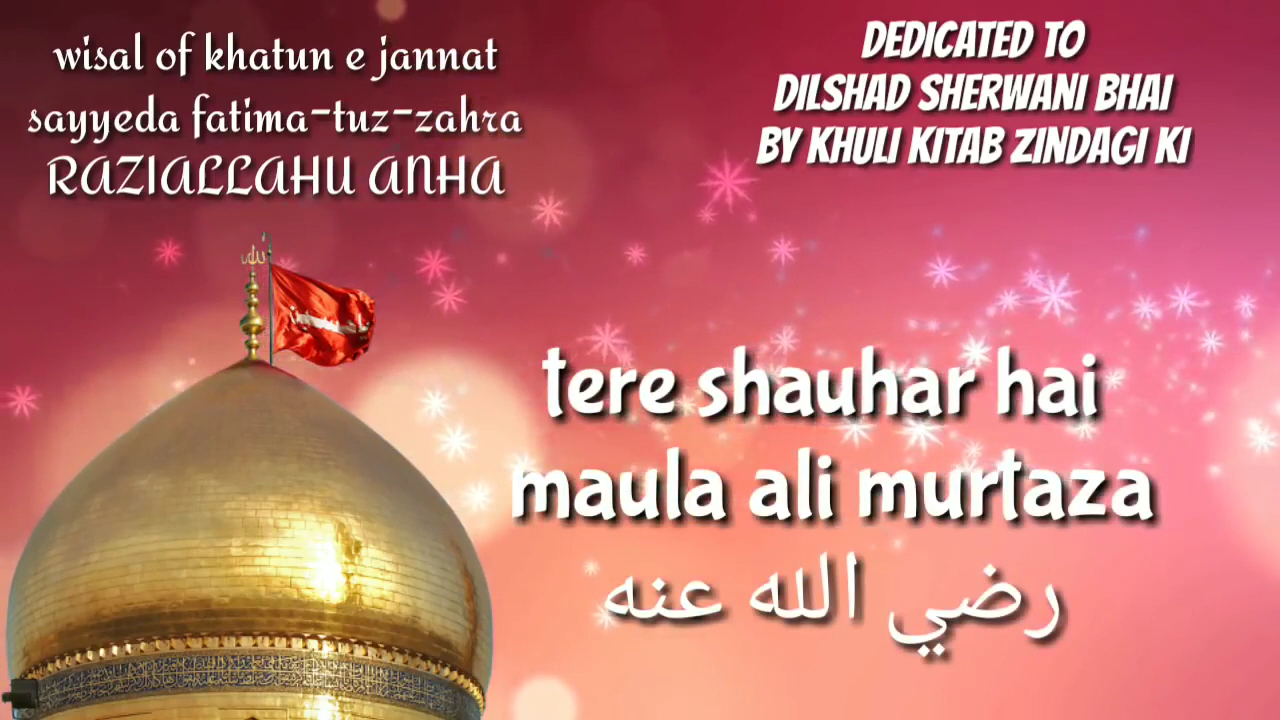 wisal of khatun e jannat
sayyeda fatima-tuz-zahra
RAZIALLAHU ANHA
DEDICATED TO
DILSHAD SHERWANI BHAI
BY KHULI KITAB ZINDAGI KI
الله
tere shauhar hai
maula ali murtaza
رضي الله عنه